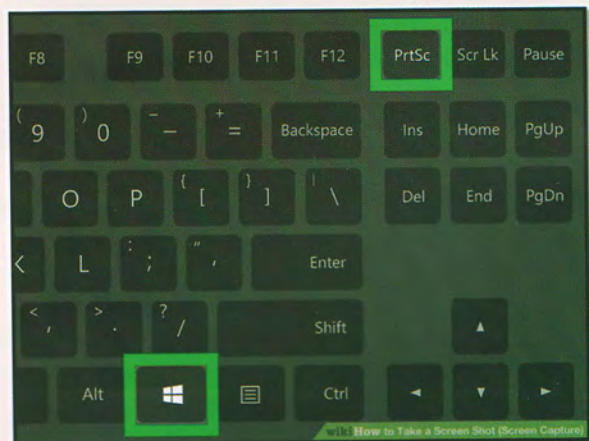 F8 F9 F10 F11 F12 PrtSc Scr Lk Pause
( 9 ) 0 _ - + = Backspace Ins Home PgUp
O P { [ } ] | \ Del End PgDn
K L : ; " ' Enter
< , > . ? / Shift
Alt Ctrl
wiki How to Take a Screen Shot (Screen Capture)